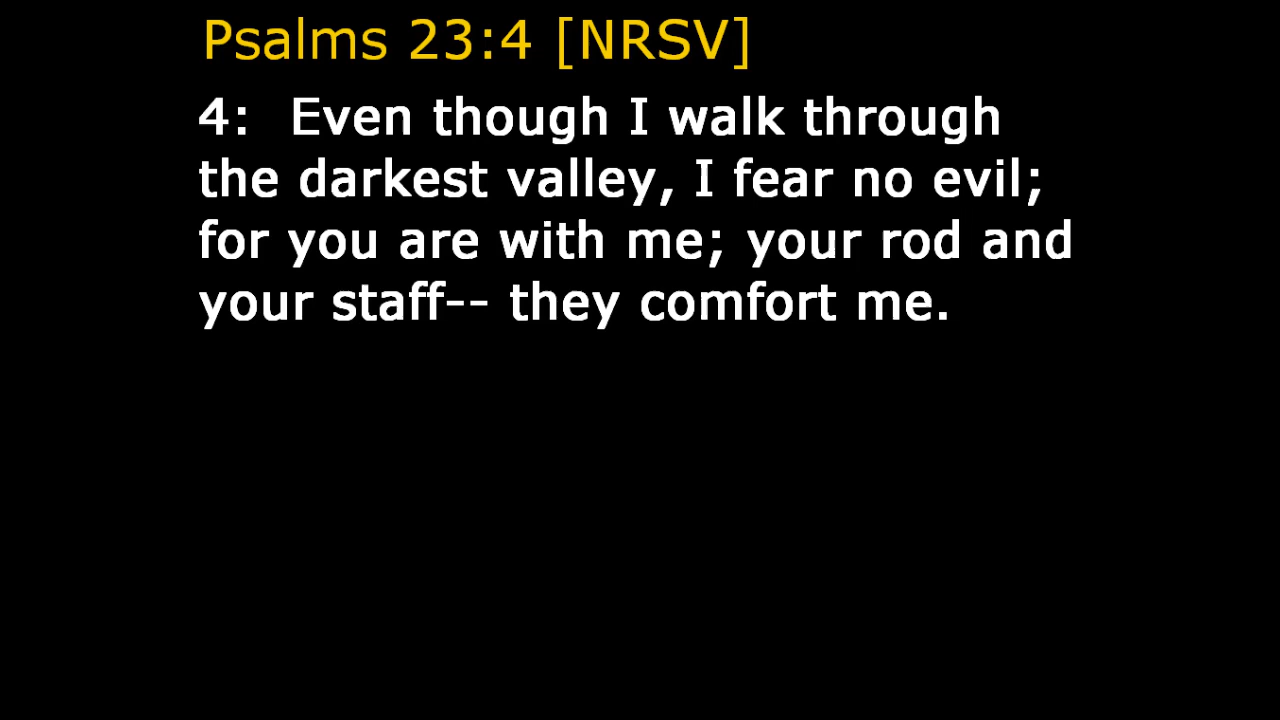 Psalms 23:4 [NRSV]
4:  Even though I walk through
the darkest valley, I fear no evil;
for you are with me; your rod and
your staff-- they comfort me.